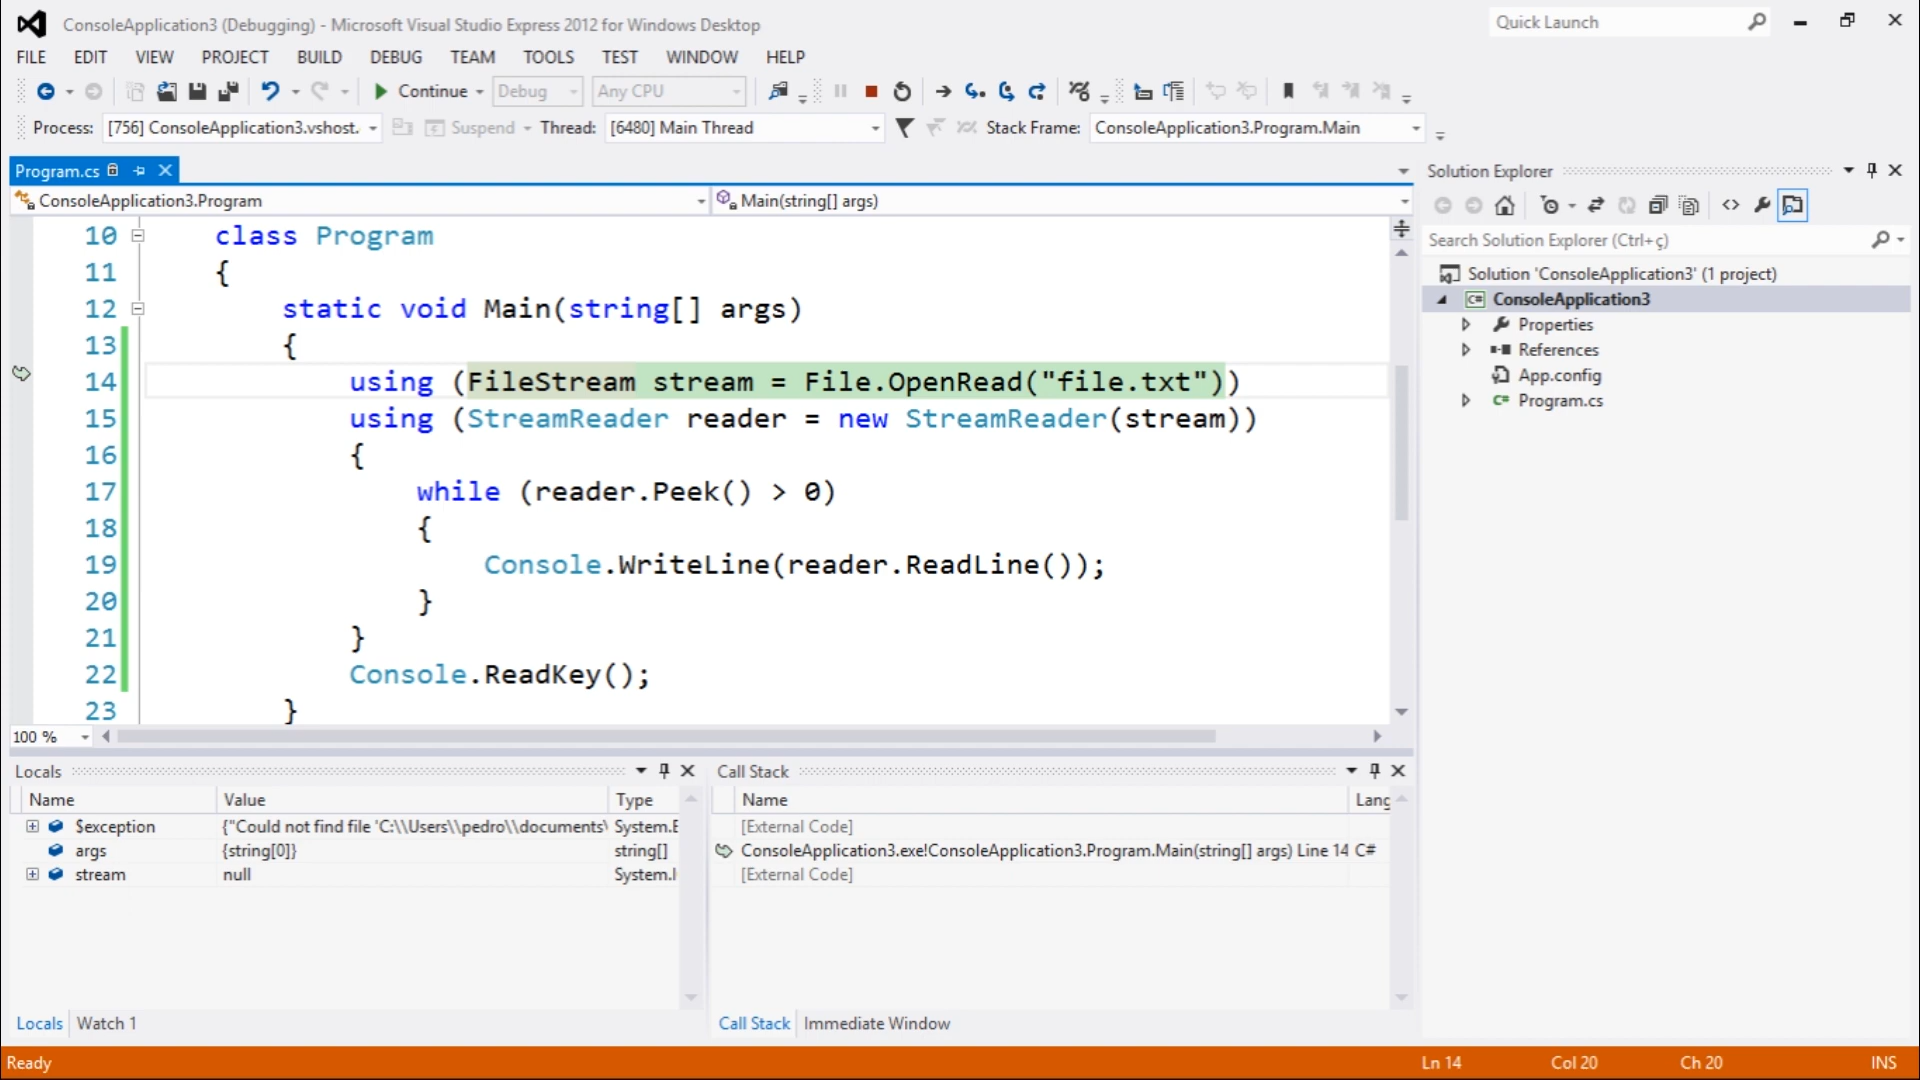 ConsoleApplication3 (Debugging) - Microsoft Visual Studio Express 2012 for Windows Desktop
Quick Launch
FILE EDIT VIEW PROJECT BUILD DEBUG TEAM TOOLS TEST WINDOW HELP
Continue Debug Any CPU
Process: [756] ConsoleApplication3.vshost. Suspend Thread: [6480] Main Thread Stack Frame: ConsoleApplication3.Program.Main
Program.cs
ConsoleApplication3.Program Main(string[] args)
10 class Program
11 {
12 static void Main(string[] args)
13 {
14 using (FileStream stream = File.OpenRead("file.txt"))
15 using (StreamReader reader = new StreamReader(stream))
16 {
17 while (reader.Peek() > 0)
18 {
19 Console.WriteLine(reader.ReadLine());
20 }
21 }
22 Console.ReadKey();
23 }
100 %
Solution Explorer
Search Solution Explorer (Ctrl+ç)
Solution 'ConsoleApplication3' (1 project)
C# ConsoleApplication3
Properties
References
App.config
C# Program.cs
Locals
Name Value Type
$exception {"Could not find file 'C:\\Users\\pedro\\documents\ System.E
args {string[0]} string[]
stream null System.I
Locals Watch 1
Call Stack
Name Lang
[External Code]
ConsoleApplication3.exe!ConsoleApplication3.Program.Main(string[] args) Line 14 C#
[External Code]
Call Stack Immediate Window
Ready Ln 14 Col 20 Ch 20 INS